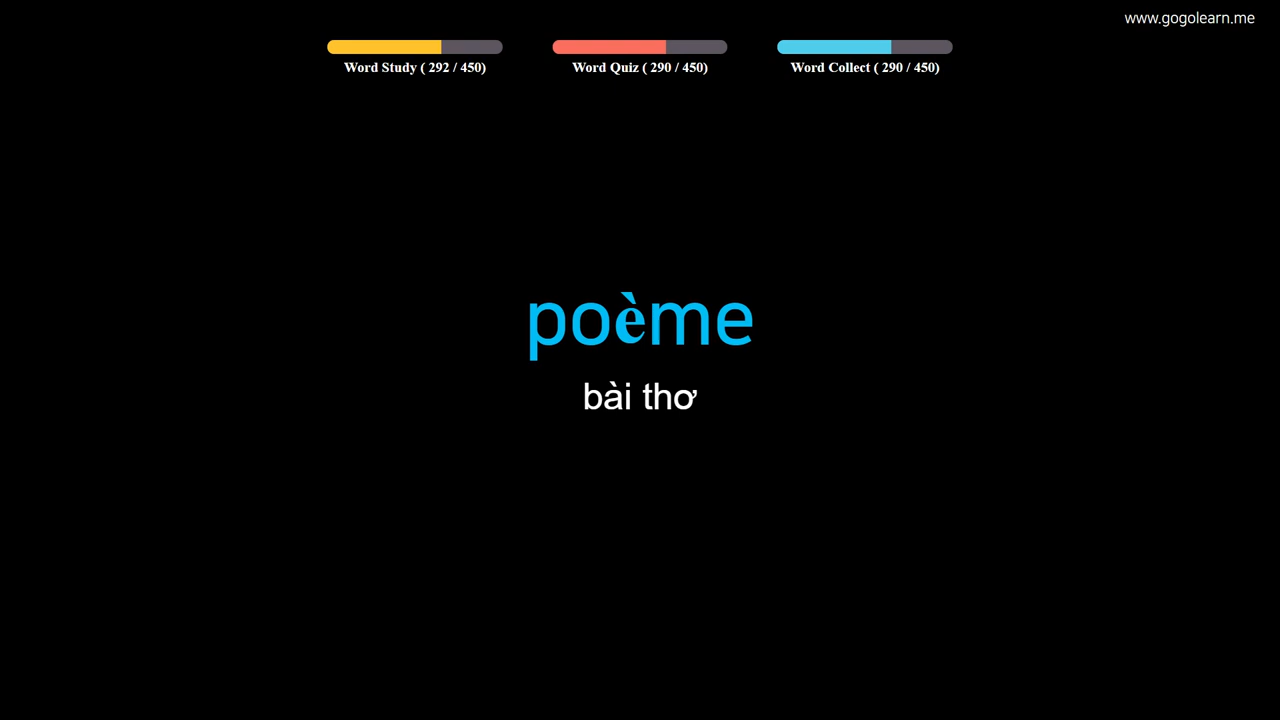 www.gogolearn.me
Word Study ( 292 / 450)
Word Quiz ( 290 / 450)
Word Collect ( 290 / 450)
poème
bài thơ